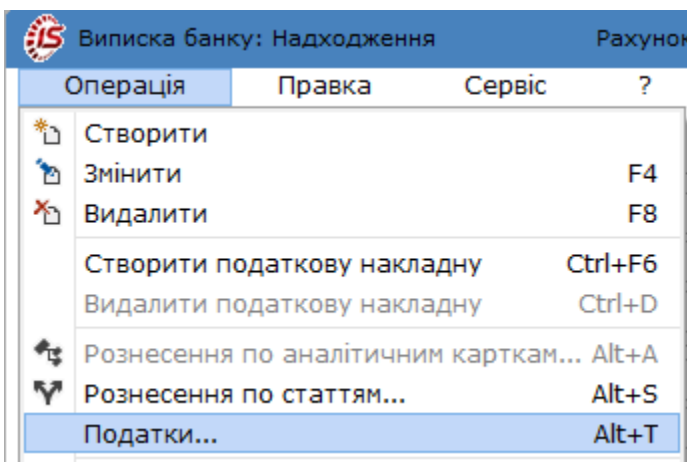 IS Виписка банку: Надходження Рахунок
Операція Правка Сервіс ?
Створити
Змінити F4
Видалити F8
Створити податкову накладну Ctrl+F6
Видалити податкову накладну Ctrl+D
Рознесення по аналітичним карткам... Alt+A
Рознесення по статтям... Alt+S
Податки... Alt+T